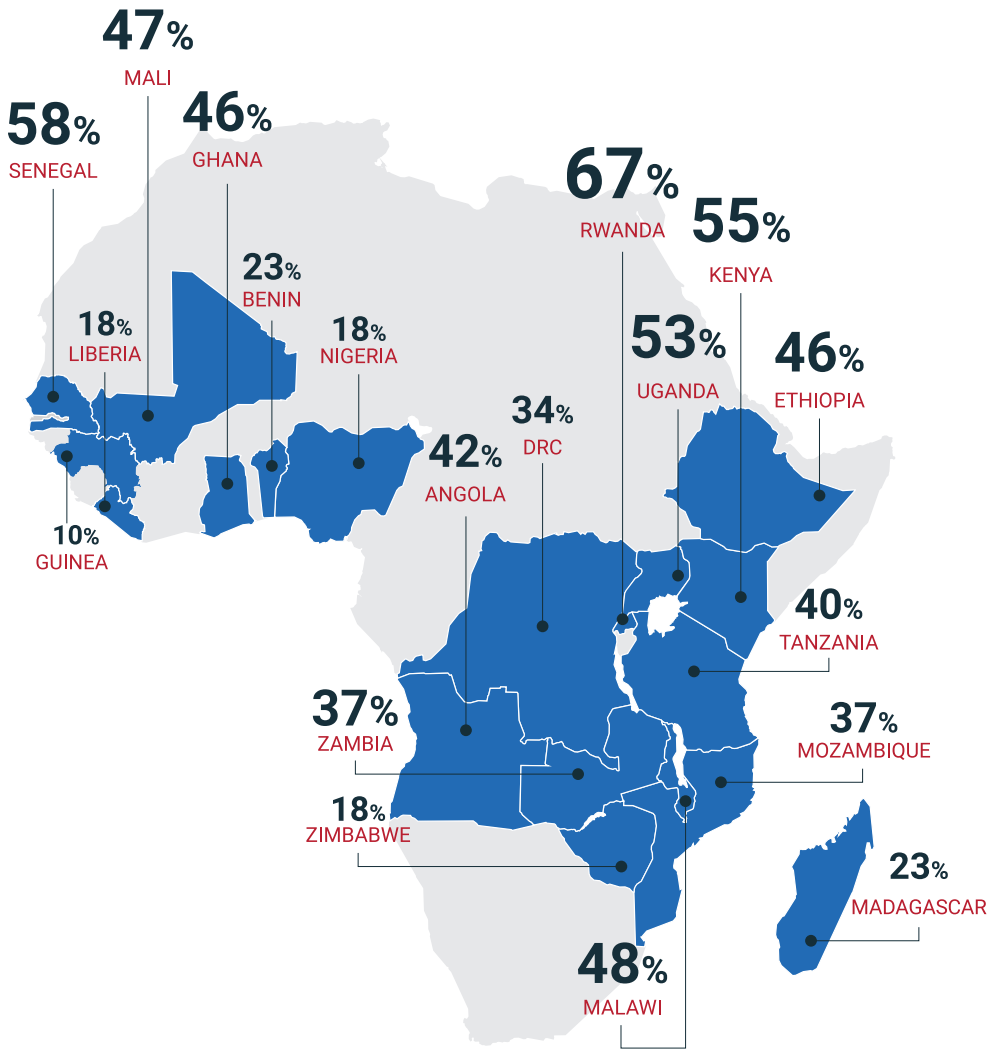 47%
MALI
58%
SENEGAL
46%
GHANA
67%
RWANDA
55%
KENYA
23%
BENIN
18%
LIBERIA
18%
NIGERIA
53%
UGANDA
46%
ETHIOPIA
34%
DRC
42%
ANGOLA
10%
GUINEA
40%
TANZANIA
37%
ZAMBIA
37%
MOZAMBIQUE
18%
ZIMBABWE
23%
MADAGASCAR
48%
MALAWI